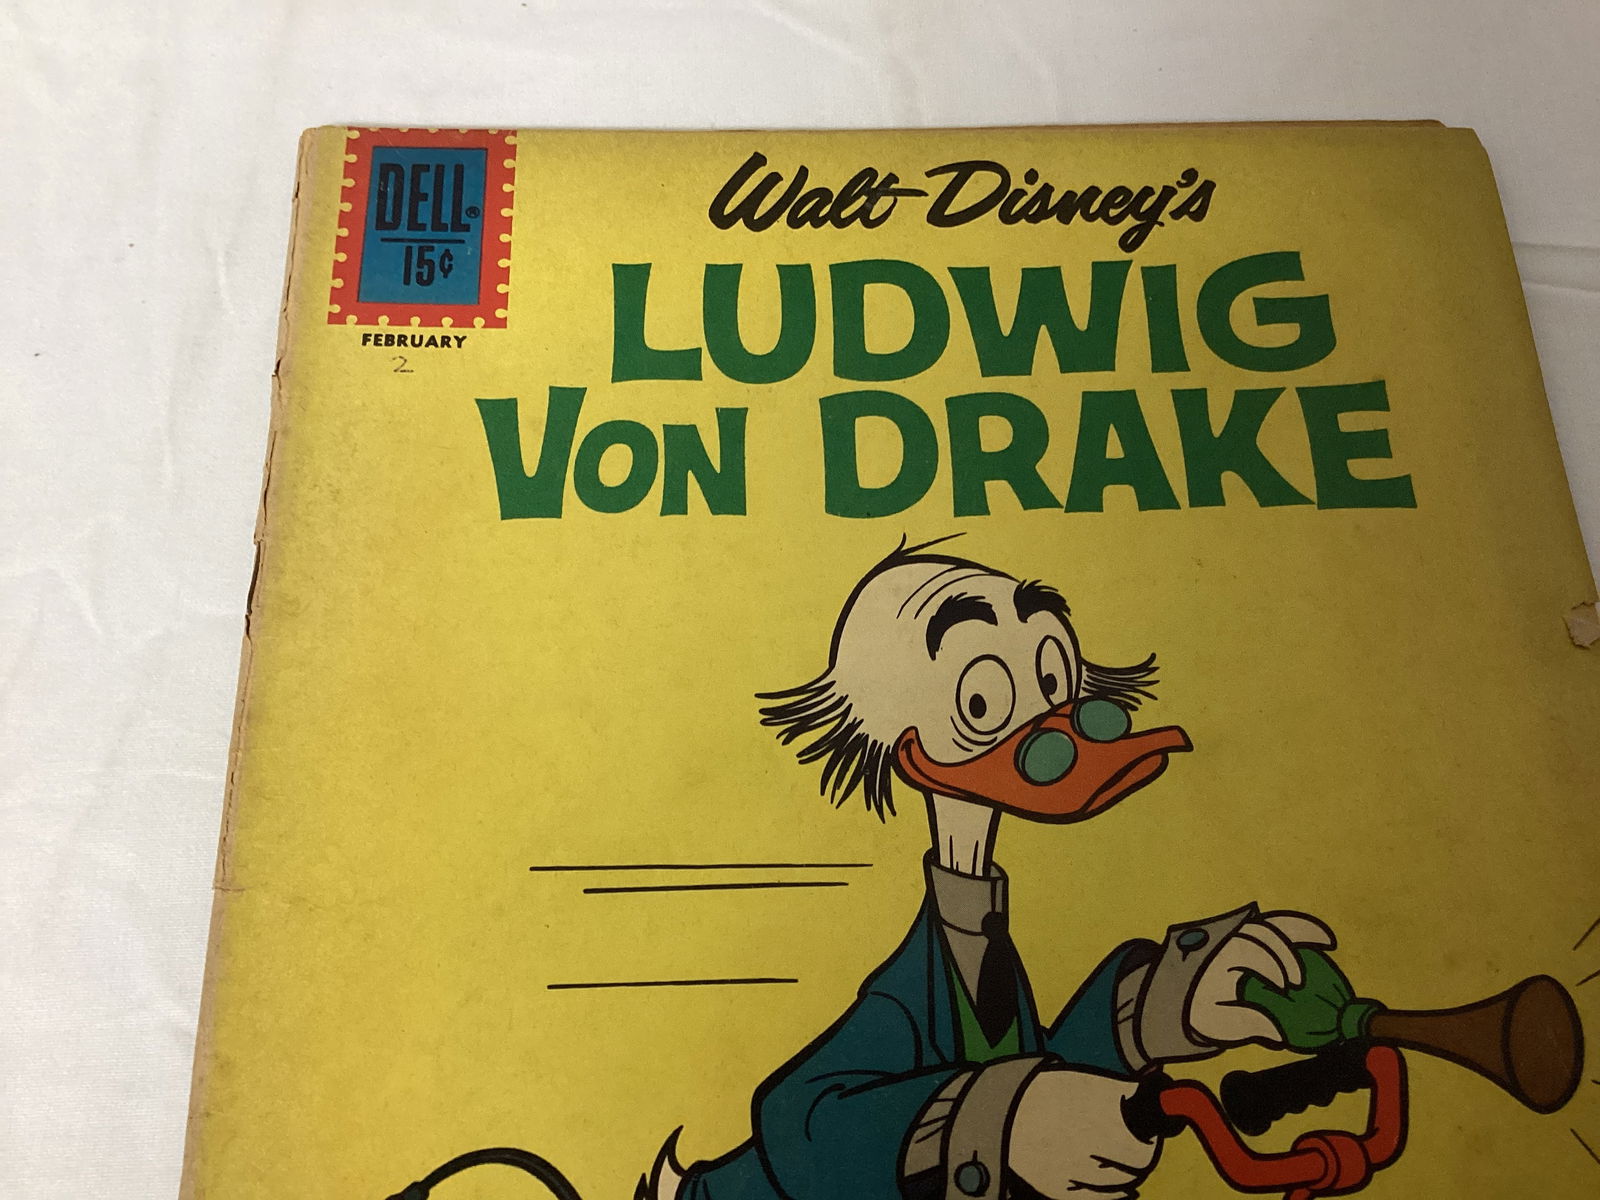 DELL®
15¢
FEBRUARY
2
Walt Disney's
LUDWIG
VON DRAKE